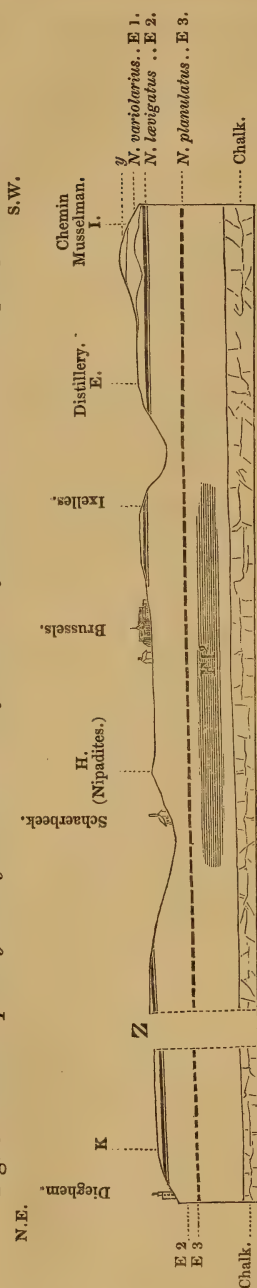 N.E.
S.W.
Dieghem.
K
Z
Schaerbeek.
H.
(Nipadites.)
Brussels.
Ixelles.
Distillery.
E.
Chemin
Musselman.
I.
y
N. variolarius.. E 1.
N. lævigatus .. E 2.
N. planulatus .. E 3.
Chalk.
E 2
E 3
Chalk.